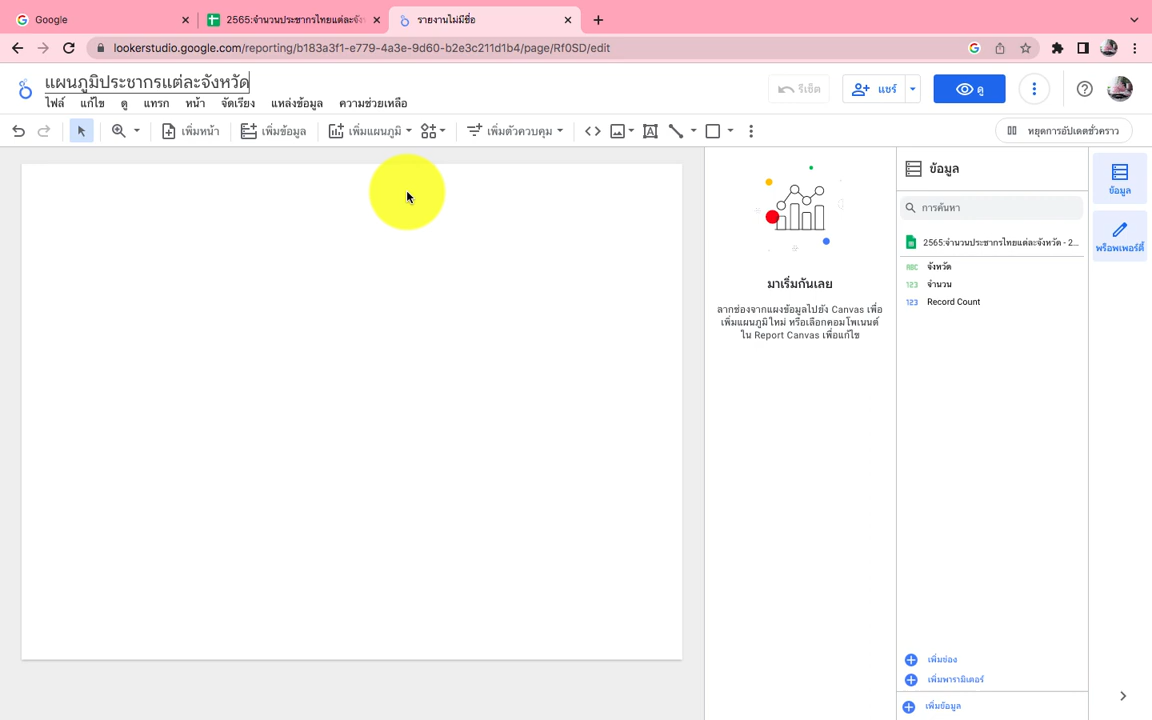 Google
2565:จำนวนประชากรไทยแต่ละจัง
รายงานไม่มีชื่อ
lookerstudio.google.com/reporting/b183a3f1-e779-4a3e-9d60-b2e3c211d1b4/page/Rf0SD/edit
แผนภูมิประชากรแต่ละจังหวัด
ไฟล์ แก้ไข ดู แทรก หน้า จัดเรียง แหล่งข้อมูล ความช่วยเหลือ
รีเซ็ต
แชร์
ดู
เพิ่มหน้า
เพิ่มข้อมูล
เพิ่มแผนภูมิ
เพิ่มตัวควบคุม
หยุดการอัปเดตชั่วคราว
มาเริ่มกันเลย
ลากช่องจากแผงข้อมูลไปยัง Canvas เพื่อ
เพิ่มแผนภูมิใหม่ หรือเลือกคอมโพเนนต์
ใน Report Canvas เพื่อแก้ไข
ข้อมูล
การค้นหา
2565:จำนวนประชากรไทยแต่ละจังหวัด - 2...
ABC จังหวัด
123 จำนวน
123 Record Count
เพิ่มช่อง
เพิ่มพารามิเตอร์
เพิ่มข้อมูล
ข้อมูล
พร็อพเพอร์ตี้